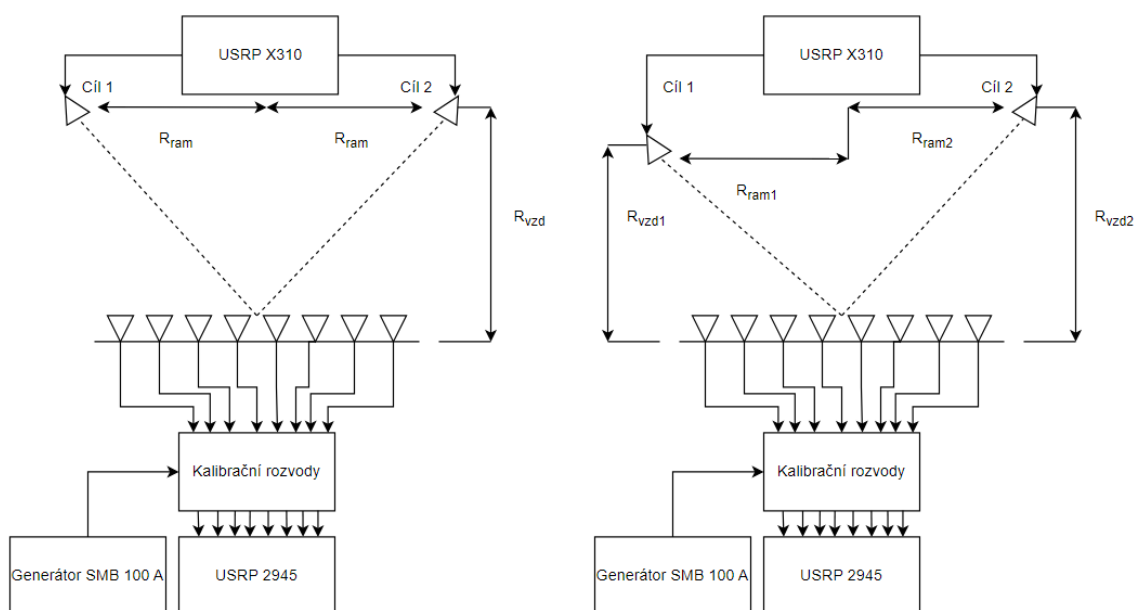 USRP X310
Cíl 1
Cíl 2
Rram
Rram
Rvzd
Kalibrační rozvody
Generátor SMB 100 A
USRP 2945
USRP X310
Cíl 1
Cíl 2
Rram2
Rram1
Rvzd1
Rvzd2
Kalibrační rozvody
Generátor SMB 100 A
USRP 2945